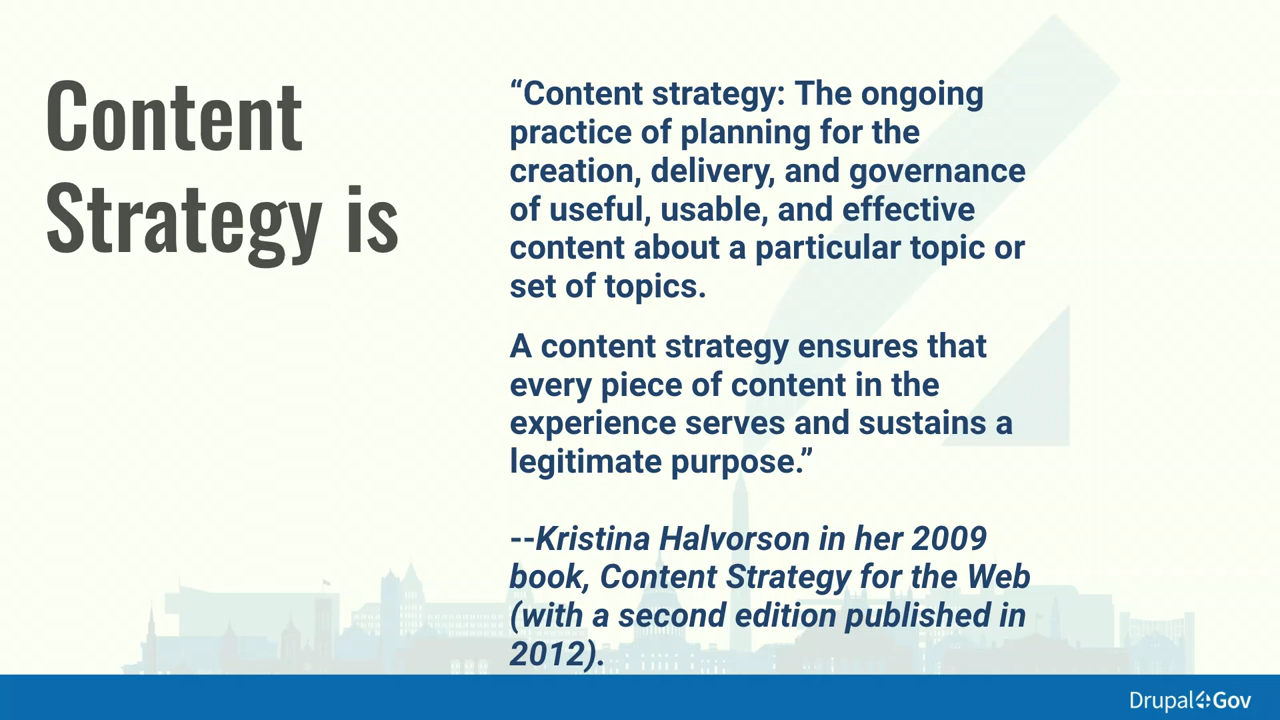 Content
Strategy is
“Content strategy: The ongoing
practice of planning for the
creation, delivery, and governance
of useful, usable, and effective
content about a particular topic or
set of topics.
A content strategy ensures that
every piece of content in the
experience serves and sustains a
legitimate purpose.”
--Kristina Halvorson in her 2009
book, Content Strategy for the Web
(with a second edition published in
2012).
Drupal4Gov